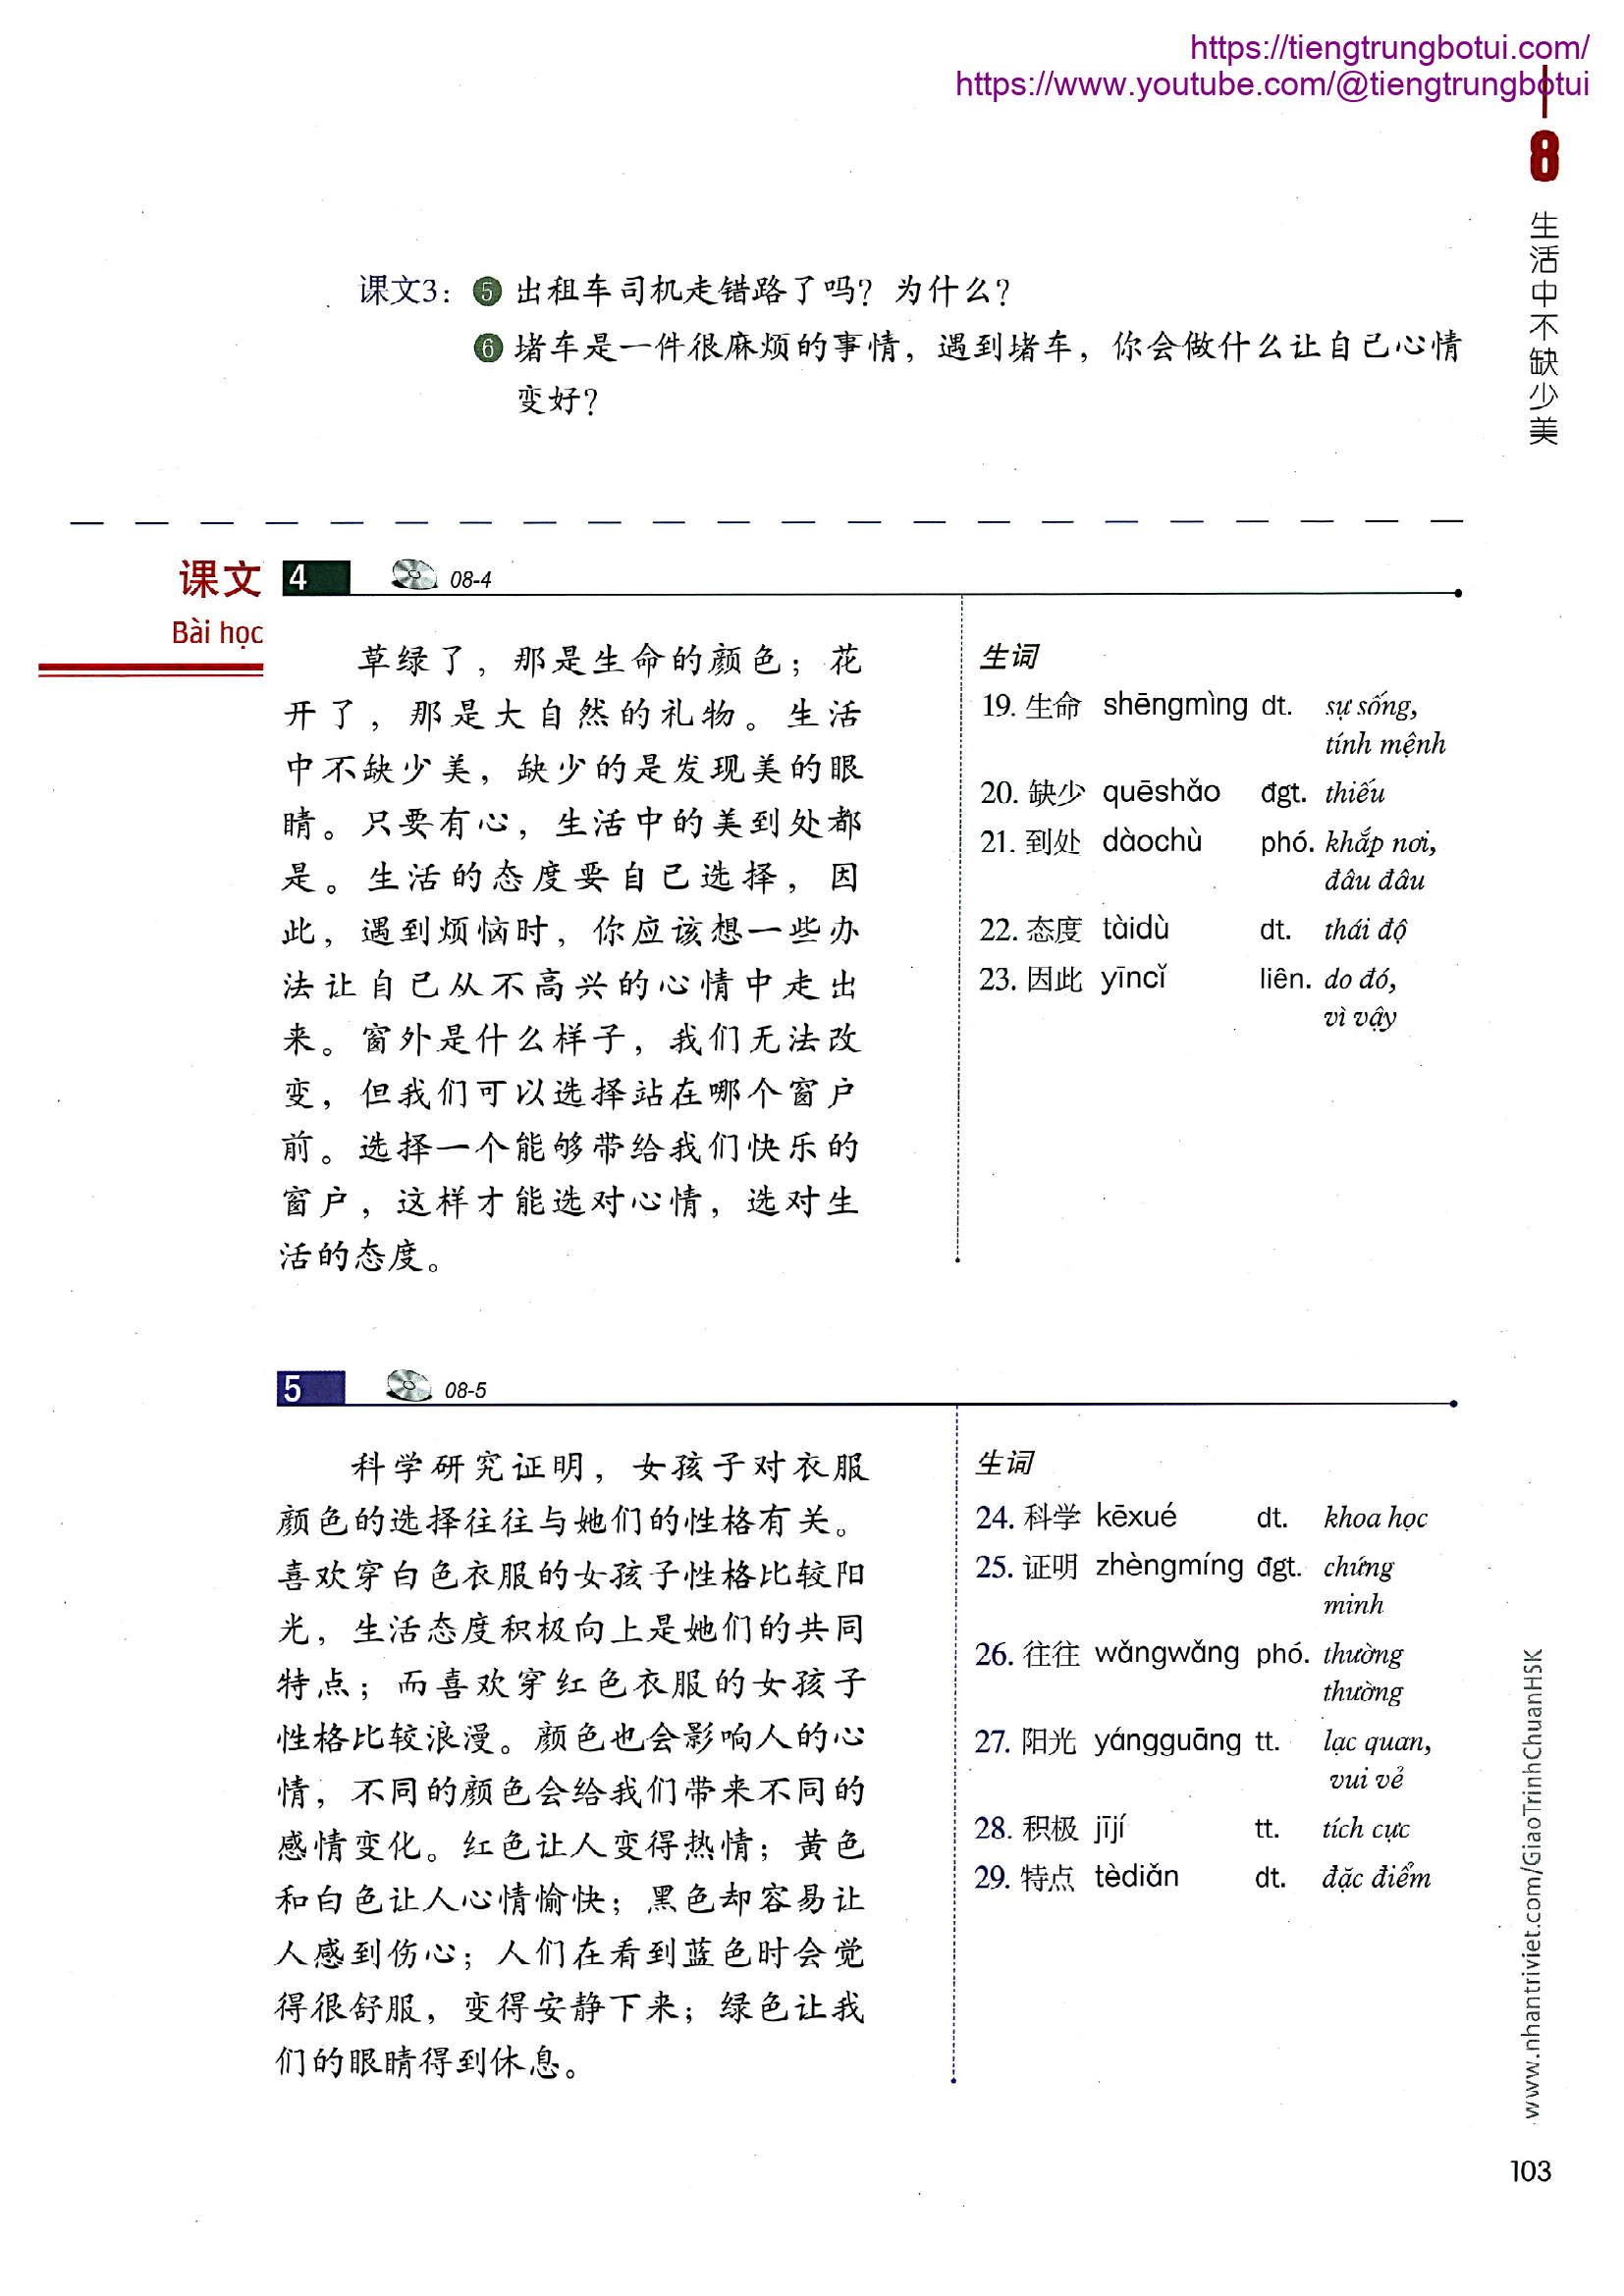 https://tiengtrungbotui.com/
https://www.youtube.com/@tiengtrungbotui
8
生活中不缺少美
课文3：5 出租车司机走错路了吗？为什么？
6 堵车是一件很麻烦的事情，遇到堵车，你会做什么让自己心情
变好？
课文 4 08-4
Bài học
草绿了，那是生命的颜色；花
开了，那是大自然的礼物。生活
中不缺少美，缺少的是发现美的眼
睛。只要有心，生活中的美到处都
是。生活的态度要自己选择，因
此，遇到烦恼时，你应该想一些办
法让自己从不高兴的心情中走出
来。窗外是什么样子，我们无法改
变，但我们可以选择站在哪个窗户
前。选择一个能够带给我们快乐的
窗户，这样才能选对心情，选对生
活的态度。
生词
19. 生命 shēngmìng dt. sự sống,
tính mệnh
20. 缺少 quēshǎo đgt. thiếu
21. 到处 dàochù phó. khắp nơi,
đâu đâu
22. 态度 tàidù dt. thái độ
23. 因此 yīncǐ liên. do đó,
vì vậy
5 08-5
科学研究证明，女孩子对衣服
颜色的选择往往与她们的性格有关。
喜欢穿白色衣服的女孩子性格比较阳
光，生活态度积极向上是她们的共同
特点；而喜欢穿红色衣服的女孩子
性格比较浪漫。颜色也会影响人的心
情，不同的颜色会给我们带来不同的
感情变化。红色让人变得热情；黄色
和白色让人心情愉快；黑色却容易让
人感到伤心；人们在看到蓝色时会觉
得很舒服，变得安静下来；绿色让我
们的眼睛得到休息。
生词
24. 科学 kēxué dt. khoa học
25. 证明 zhèngmíng đgt. chứng
minh
26. 往往 wǎngwǎng phó. thường
thường
27. 阳光 yángguāng tt. lạc quan,
vui vẻ
28. 积极 jījí tt. tích cực
29. 特点 tèdiǎn dt. đặc điểm
www.nhantriviet.com/GiaoTrinhChuanHSK
103